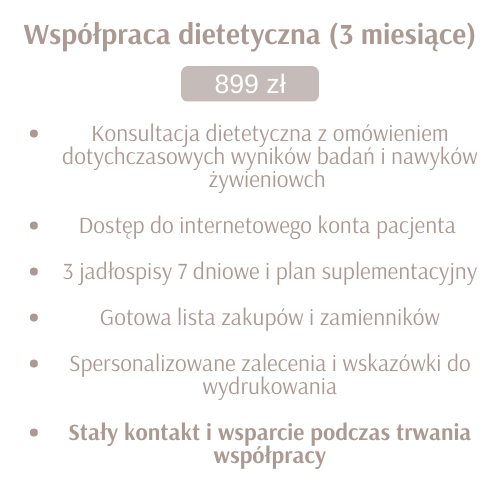 Współpraca dietetyczna (3 miesiące)
899 zł
• Konsultacja dietetyczna z omówieniem
dotychczasowych wyników badań i nawyków
żywieniowch
• Dostęp do internetowego konta pacjenta
• 3 jadłospisy 7 dniowe i plan suplementacyjny
• Gotowa lista zakupów i zamienników
• Spersonalizowane zalecenia i wskazówki do
wydrukowania
• Stały kontakt i wsparcie podczas trwania
współpracy